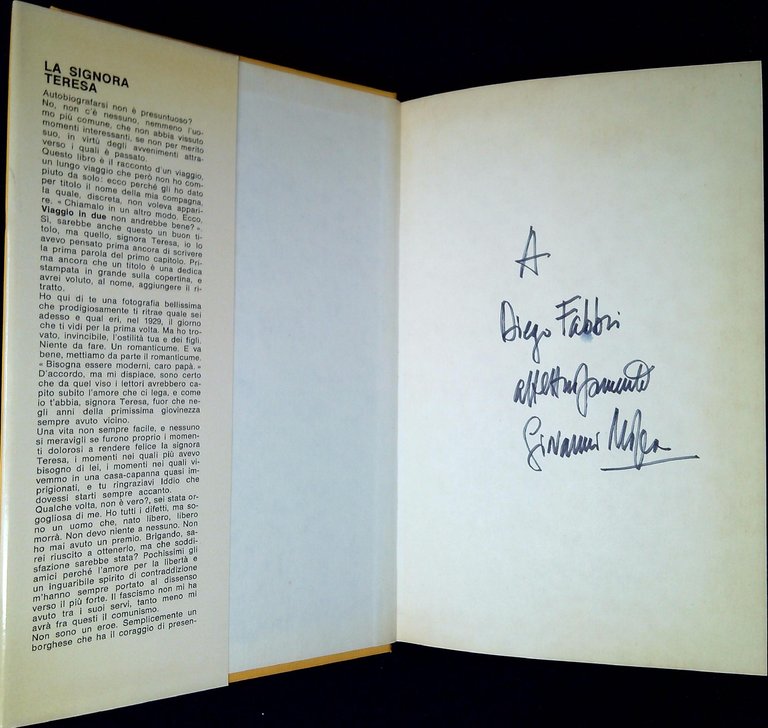 LA SIGNORA
TERESA
Autobiografarsi non è presuntuoso?
No, non c'è nessuno, nemmeno l'uo-
mo più comune, che non abbia vissuto
momenti interessanti, se non per merito
suo, in virtù degli avvenimenti attra-
verso i quali è passato.
Questo libro è il racconto d'un viaggio,
un lungo viaggio che però non ho com-
piuto da solo: ecco perché gli ho dato
per titolo il nome della mia compagna,
la quale, discreta, non voleva appari-
re. « Chiamalo in un altro modo. Ecco,
Viaggio in due non andrebbe bene? ».
Sì, sarebbe anche questo un buon ti-
tolo, ma quello, signora Teresa, io lo
avevo pensato prima ancora di scrivere
la prima parola del primo capitolo. Pri-
ma ancora che un titolo è una dedica
stampata in grande sulla copertina, e
avrei voluto, al nome, aggiungere il ri-
tratto.
Ho qui di te una fotografia bellissima
che prodigiosamente ti ritrae quale sei
adesso e qual eri, nel 1929, il giorno
che ti vidi per la prima volta. Ma ho tro-
vato, invincibile, l'ostilità tua e dei figli.
Niente da fare. Un romanticume. E va
bene, mettiamo da parte il romanticume.
« Bisogna essere moderni, caro papà. »
D'accordo, ma mi dispiace, sono certo
che da quel viso i lettori avrebbero ca-
pito subito l'amore che ci lega, e come
io t'abbia, signora Teresa, fuor che ne-
gli anni della primissima giovinezza
sempre avuto vicino.
Una vita non sempre facile, e nessuno
si meravigli se furono proprio i momen-
ti dolorosi a rendere felice la signora
Teresa, i momenti nei quali più avevo
bisogno di lei, i momenti nei quali vi-
vemmo in una casa-capanna quasi im-
prigionati, e tu ringraziavi Iddio che
dovessi starti sempre accanto.
Qualche volta, non è vero?, sei stata or-
gogliosa di me. Ho tutti i difetti, ma so-
no un uomo che, nato libero, libero
morrà. Non devo niente a nessuno. Non
ho mai avuto un premio. Brigando, sa-
rei riuscito a ottenerlo, ma che soddi-
sfazione sarebbe stata? Pochissimi gli
amici perché l'amore per la libertà e
un inguaribile spirito di contraddizione
m'hanno sempre portato al dissenso
verso il più forte. Il fascismo non mi ha
avuto tra i suoi servi, tanto meno mi
avrà fra questi il comunismo.
Non sono un eroe. Semplicemente un
borghese che ha il coraggio di presen-
A
Diego Fabbri
affettuosamente
Giovanni Mosca